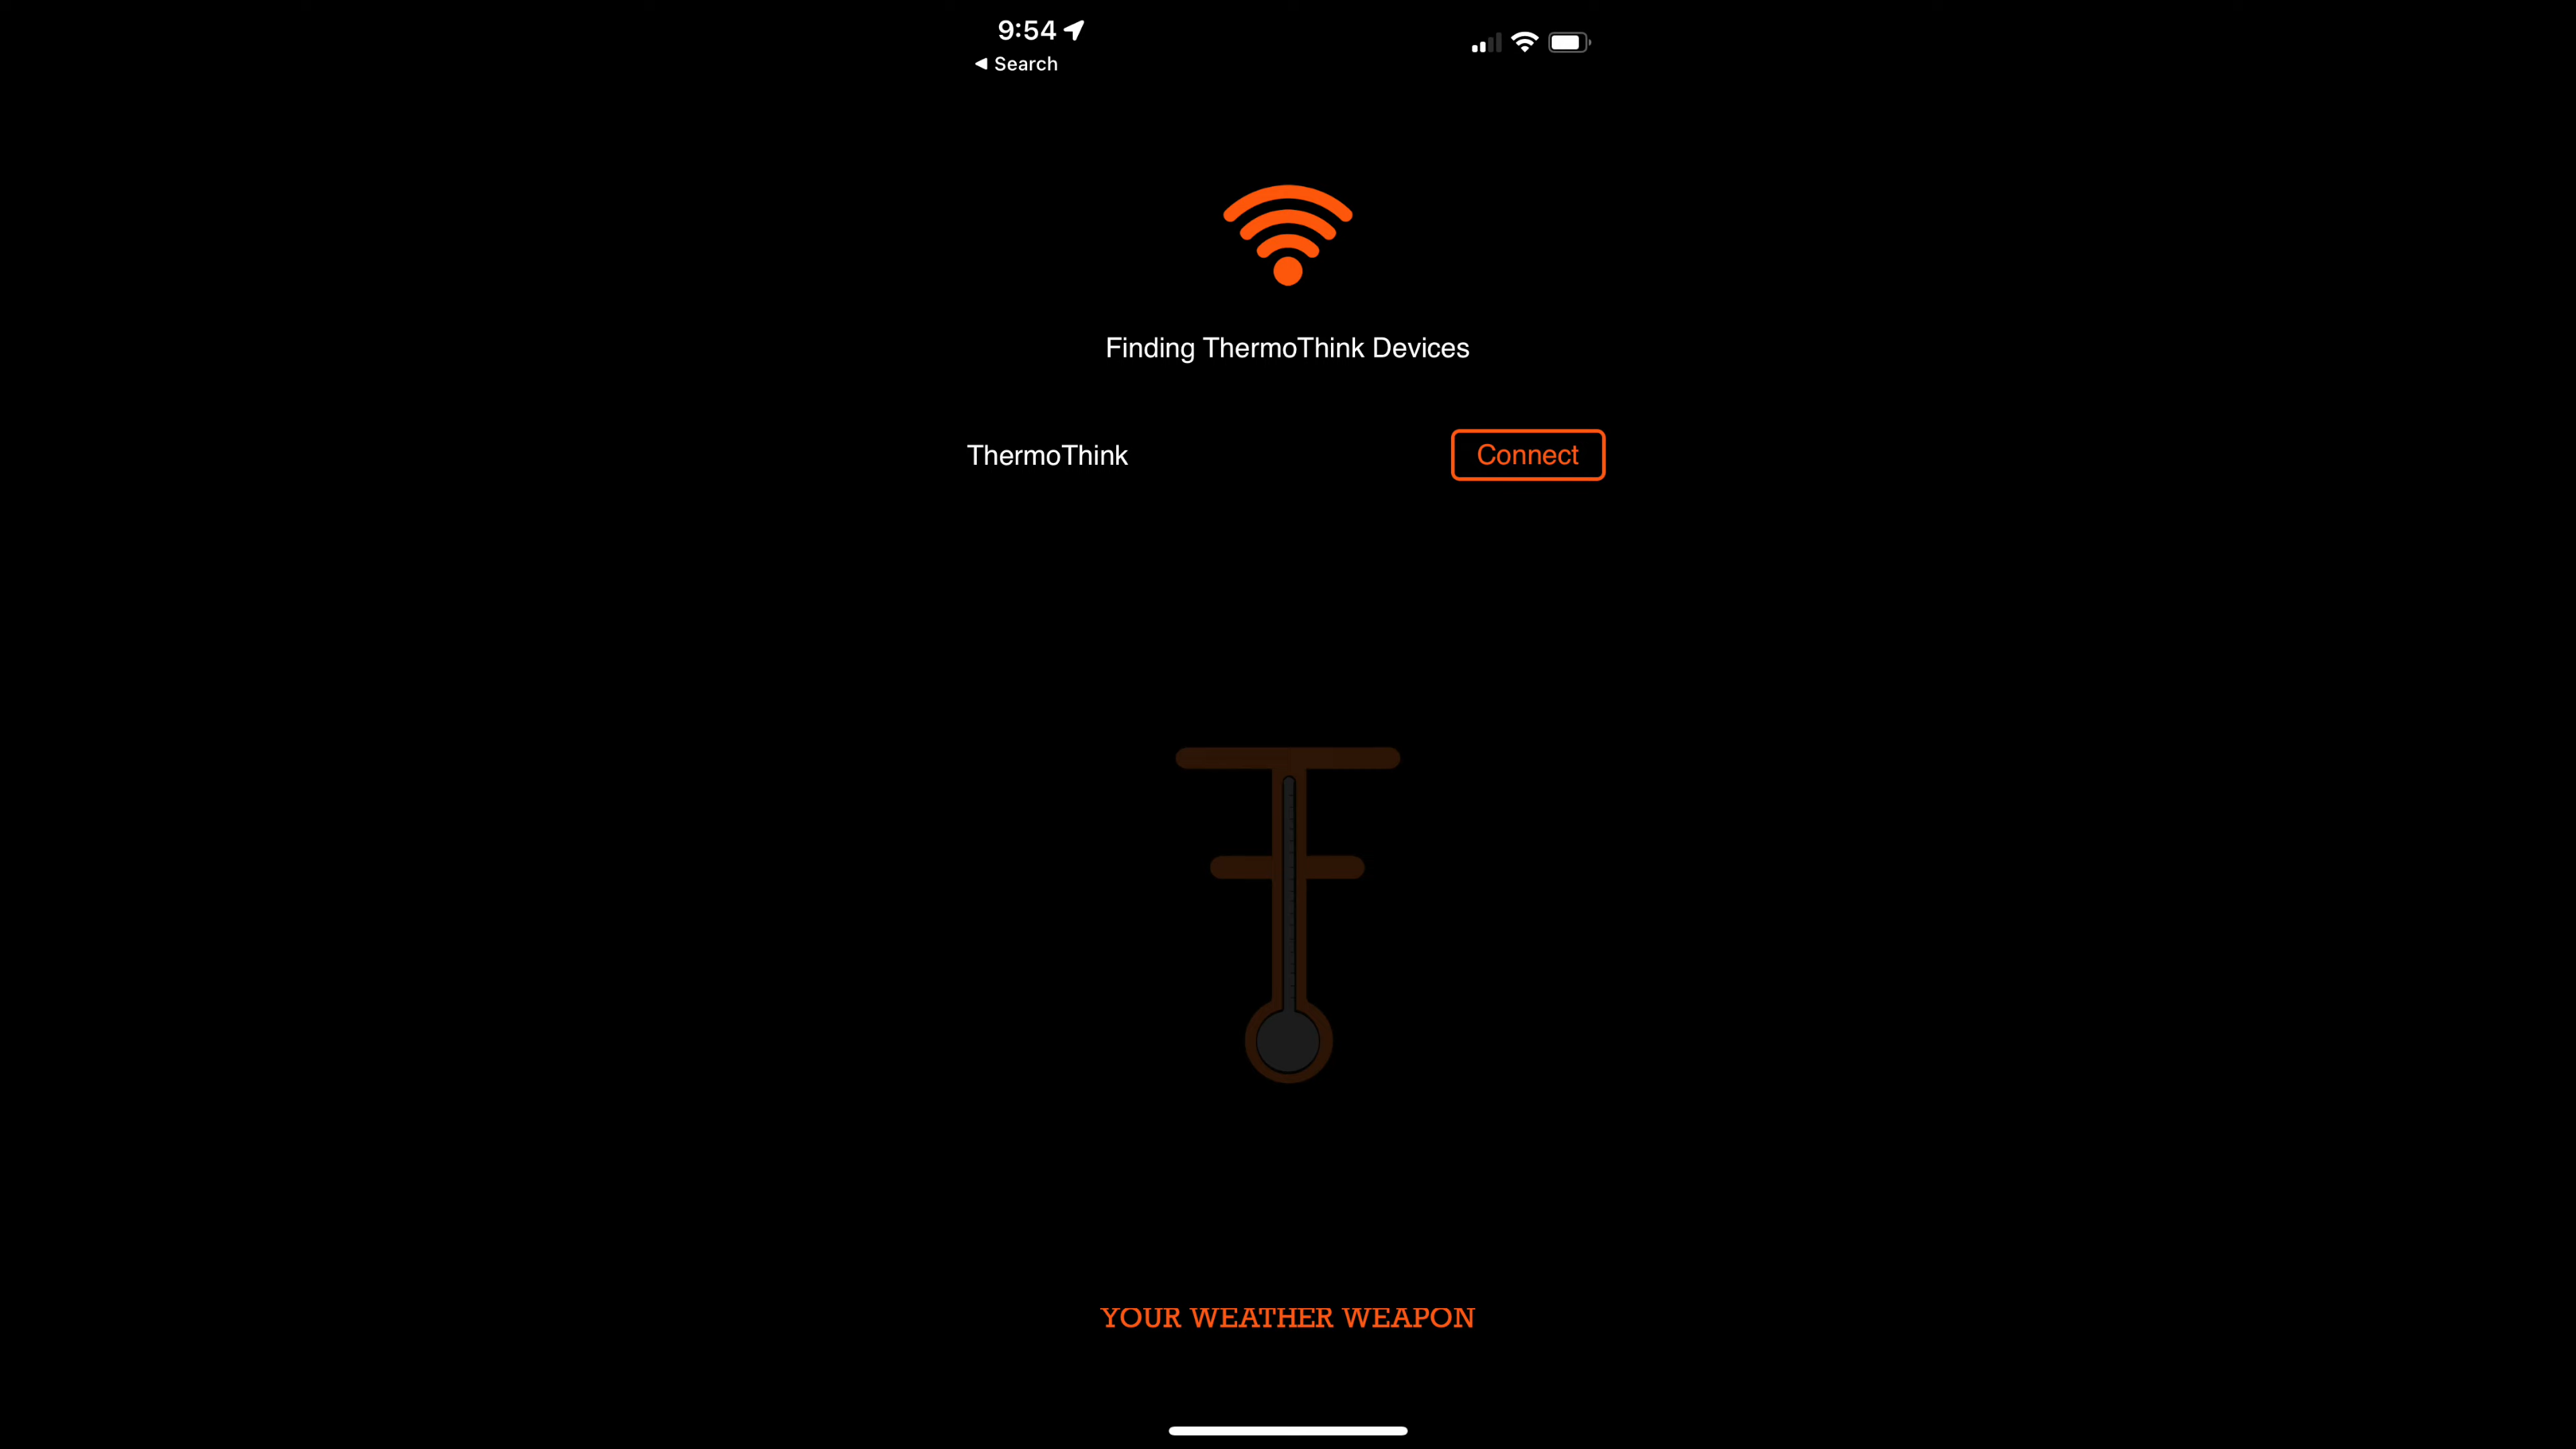 9:54
◀ Search
Finding ThermoThink Devices
ThermoThink
Connect
YOUR WEATHER WEAPON